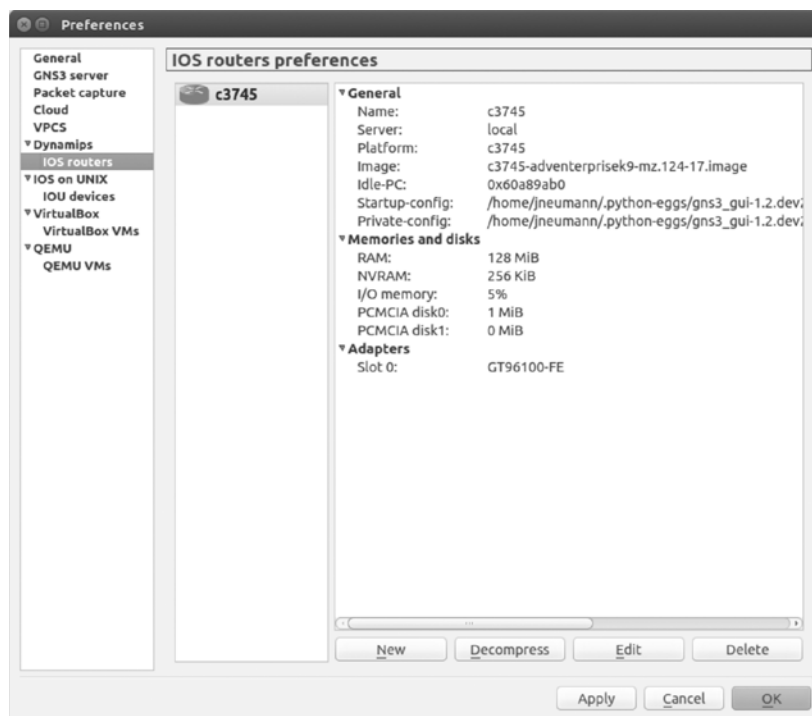 Preferences
General
GNS3 server
Packet capture
Cloud
VPCS
Dynamips
IOS routers
IOS on UNIX
IOU devices
VirtualBox
VirtualBox VMs
QEMU
QEMU VMs
IOS routers preferences
c3745
General
Name: c3745
Server: local
Platform: c3745
Image: c3745-adventerprisek9-mz.124-17.image
Idle-PC: 0x60a89ab0
Startup-config: /home/jneumann/.python-eggs/gns3_gui-1.2.dev2
Private-config: /home/jneumann/.python-eggs/gns3_gui-1.2.dev2
Memories and disks
RAM: 128 MiB
NVRAM: 256 KiB
I/O memory: 5%
PCMCIA disk0: 1 MiB
PCMCIA disk1: 0 MiB
Adapters
Slot 0: GT96100-FE
New Decompress Edit Delete
Apply Cancel OK